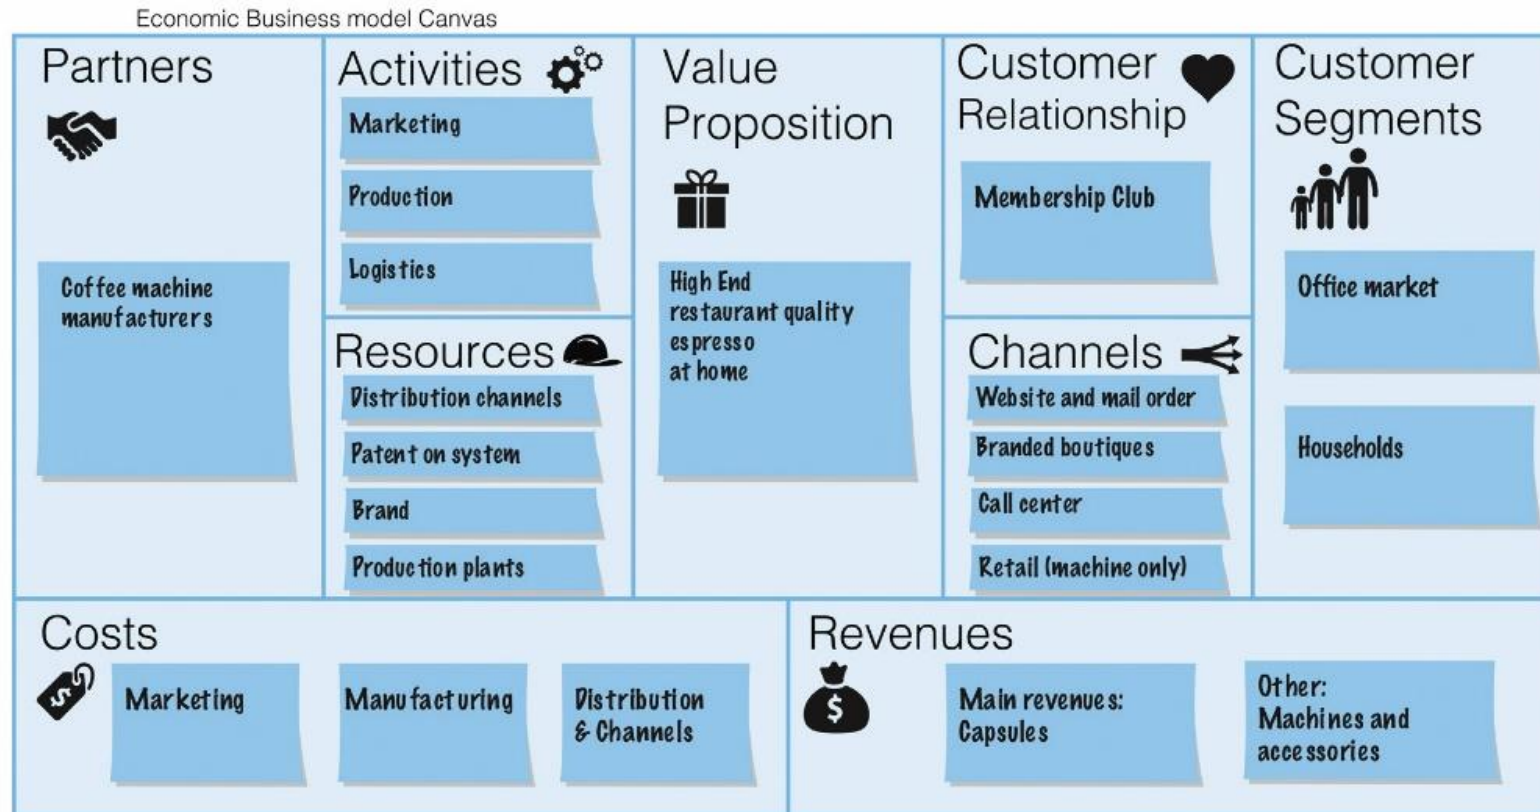 Economic Business model Canvas
Partners
Coffee machine
manufacturers
Activities
Marketing
Production
Logistics
Resources
Distribution channels
Patent on system
Brand
Production plants
Value
Proposition
High End
restaurant quality
espresso
at home
Customer
Relationship
Membership Club
Channels
Website and mail order
Branded boutiques
Call center
Retail (machine only)
Customer
Segments
Office market
Households
Costs
$
Marketing
Manufacturing
Distribution
& Channels
Revenues
$
Main revenues:
Capsules
Other:
Machines and
accessories